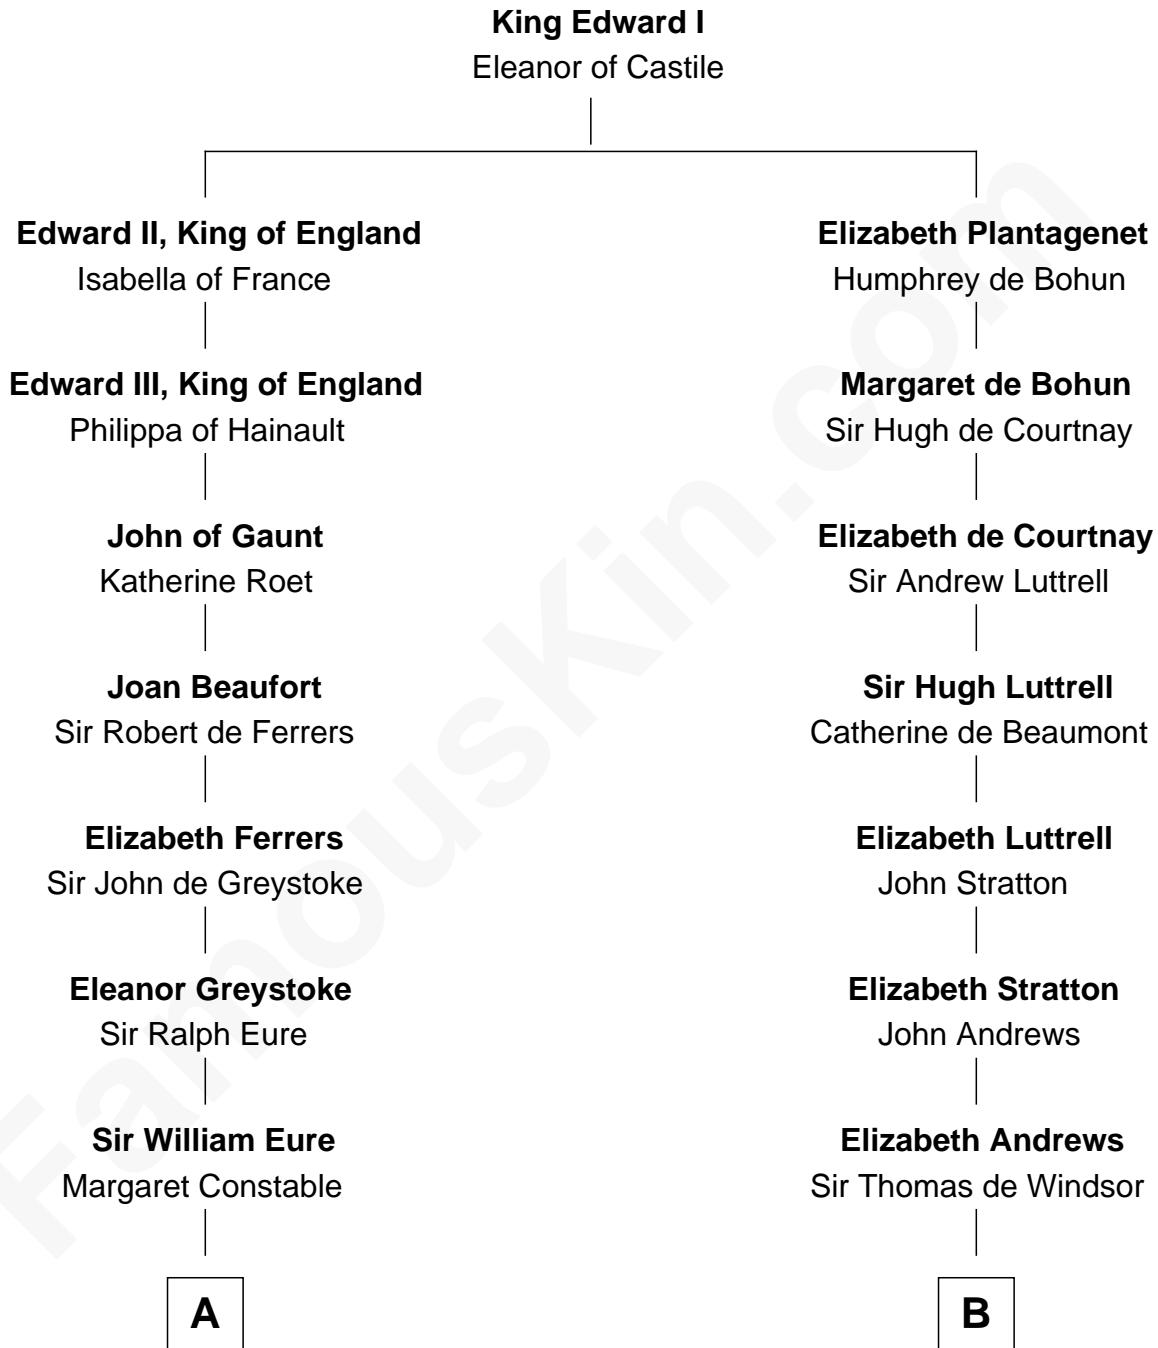 King Edward I
Eleanor of Castile
Edward II, King of England
Isabella of France
Edward III, King of England
Philippa of Hainault
John of Gaunt
Katherine Roet
Joan Beaufort
Sir Robert de Ferrers
Elizabeth Ferrers
Sir John de Greystoke
Eleanor Greystoke
Sir Ralph Eure
Sir William Eure
Margaret Constable
A
Elizabeth Plantagenet
Humphrey de Bohun
Margaret de Bohun
Sir Hugh de Courtnay
Elizabeth de Courtnay
Sir Andrew Luttrell
Sir Hugh Luttrell
Catherine de Beaumont
Elizabeth Luttrell
John Stratton
Elizabeth Stratton
John Andrews
Elizabeth Andrews
Sir Thomas de Windsor
B
FamousKin.com